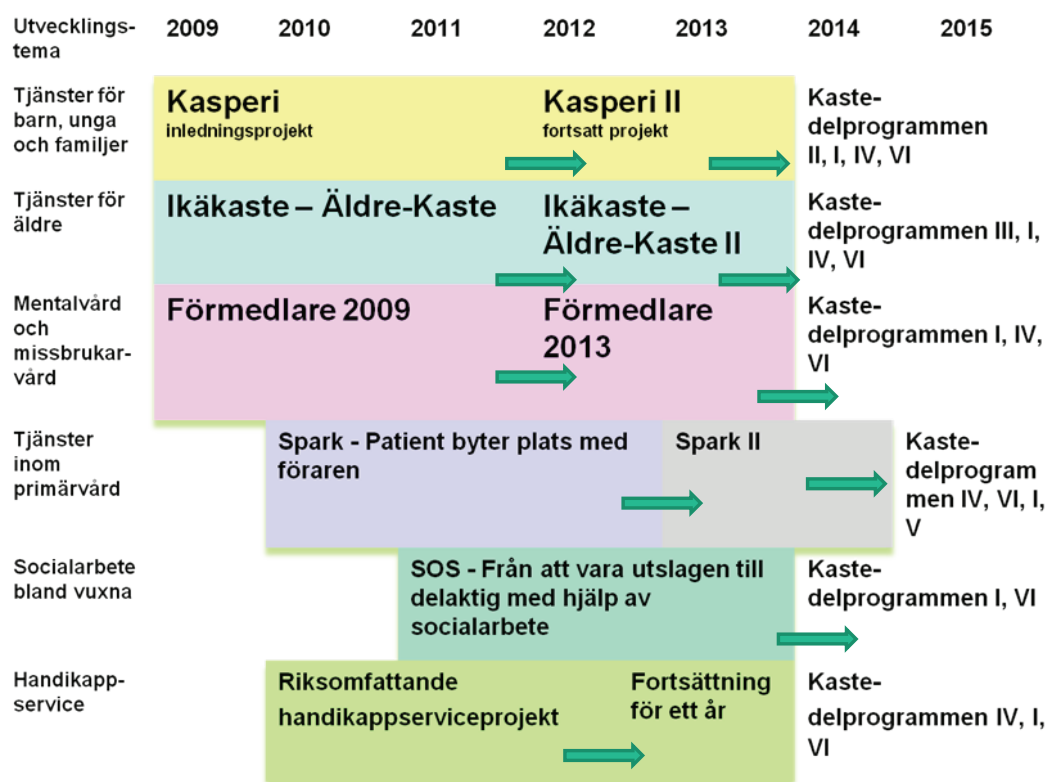 Utvecklings-
tema
2009 2010 2011 2012 2013 2014 2015
Tjänster för
barn, unga
och familjer
Kasperi
inledningsprojekt
Kasperi II
fortsatt projekt
Kaste-
delprogrammen
II, I, IV, VI
Tjänster för
äldre
Ikäkaste – Äldre-Kaste
Ikäkaste –
Äldre-Kaste II
Kaste-
delprogrammen III, I,
IV, VI
Mentalvård
och
missbrukar-
vård
Förmedlare 2009
Förmedlare
2013
Kaste-
delprogrammen I, IV,
VI
Tjänster
inom
primärvård
Spark - Patient byter plats med
föraren
Spark II
Kaste-
delprogram
men IV, VI, I,
V
Socialarbete
bland vuxna
SOS - Från att vara utslagen till
delaktig med hjälp av
socialarbete
Kaste-
delprogrammen I, VI
Handikapp-
service
Riksomfattande
handikappserviceprojekt
Fortsättning
för ett år
Kaste-
delprogrammen IV, I,
VI